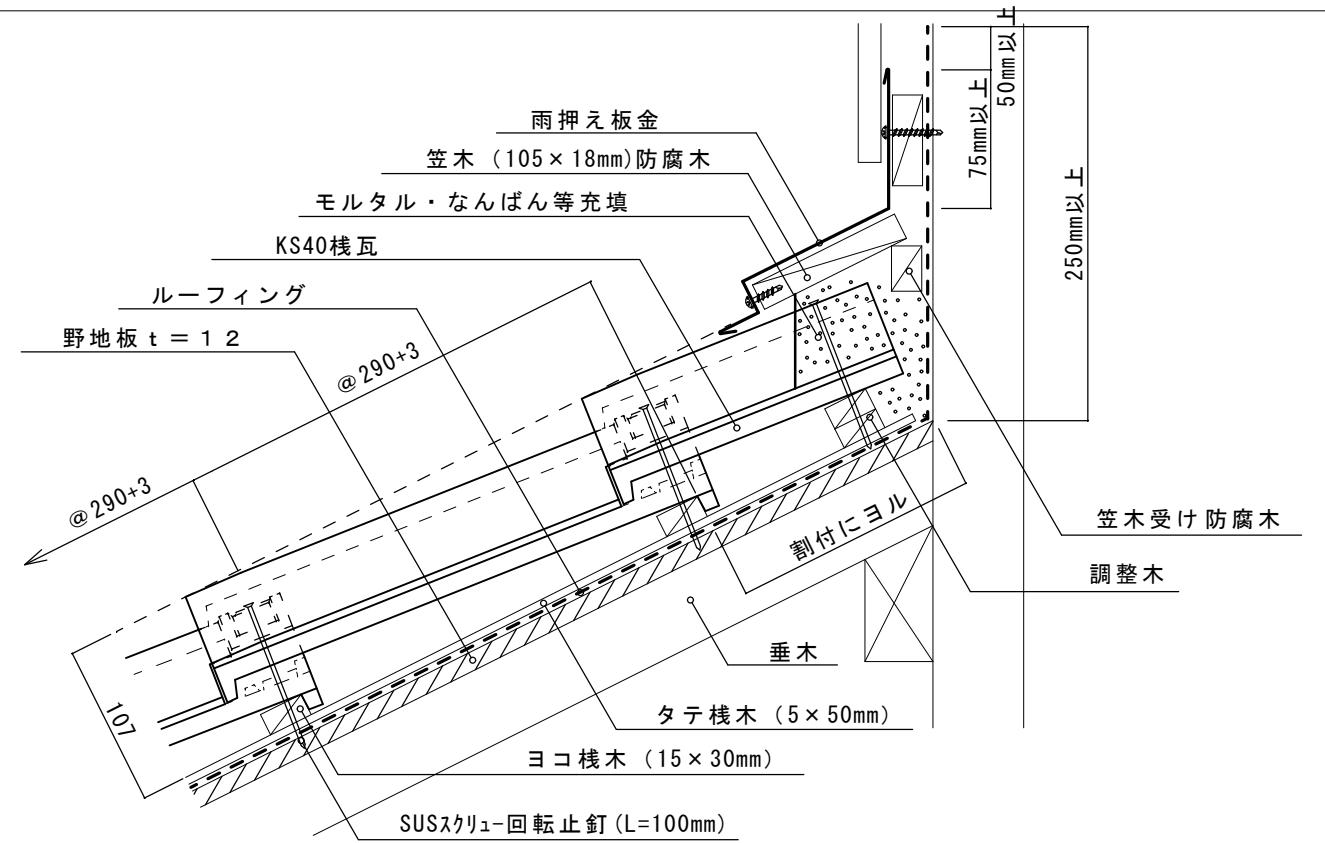 50mm以上
75mm以上
250mm以上
雨押え板金
笠木 (105×18mm)防腐木
モルタル・なんばん等充填
KS40桟瓦
ルーフィング
野地板t=12
@290+3
@290+3
107
割付にヨル
笠木受け防腐木
調整木
垂木
タテ桟木 (5×50mm)
ヨコ桟木 (15×30mm)
SUSスクリュー回転止釘(L=100mm)